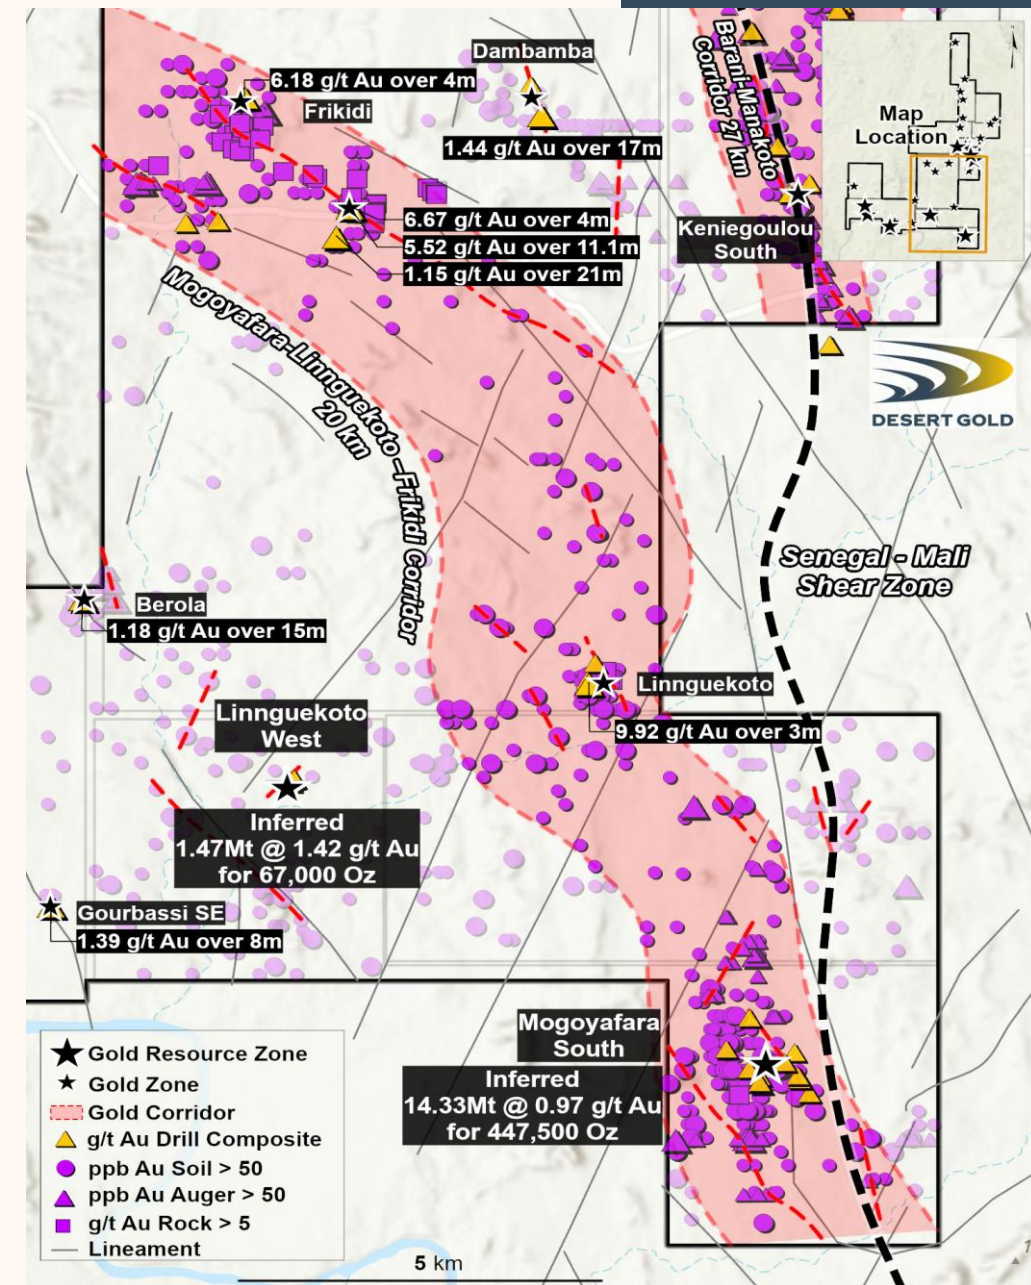 Dambamba
6.18 g/t Au over 4m
Frikidi
1.44 g/t Au over 17m
Barani-Manakoto
Corridor 27 km
Map
Location
6.67 g/t Au over 4m
5.52 g/t Au over 11.1m
1.15 g/t Au over 21m
Keniegoulou
South
Mogoyafara-Linnguekoto –Frikidi Corridor
20 km
DESERT GOLD
Senegal - Mali
Shear Zone
Berola
1.18 g/t Au over 15m
Linnguekoto
9.92 g/t Au over 3m
Linnguekoto
West
Inferred
1.47Mt @ 1.42 g/t Au
for 67,000 Oz
Gourbassi SE
1.39 g/t Au over 8m
Mogoyafara
South
Inferred
14.33Mt @ 0.97 g/t Au
for 447,500 Oz
Gold Resource Zone
Gold Zone
Gold Corridor
g/t Au Drill Composite
ppb Au Soil > 50
ppb Au Auger > 50
g/t Au Rock > 5
Lineament
5 km